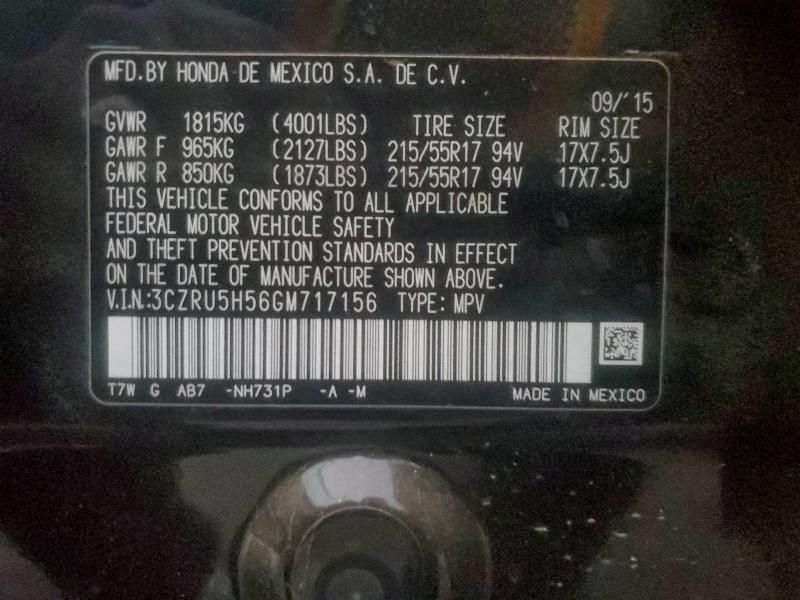 MFD. BY HONDA DE MEXICO S.A. DE C.V.
09/'15
GVWR 1815KG (4001LBS) TIRE SIZE RIM SIZE
GAWR F 965KG (2127LBS) 215/55R17 94V 17X7.5J
GAWR R 850KG (1873LBS) 215/55R17 94V 17X7.5J
THIS VEHICLE CONFORMS TO ALL APPLICABLE
FEDERAL MOTOR VEHICLE SAFETY
AND THEFT PREVENTION STANDARDS IN EFFECT
ON THE DATE OF MANUFACTURE SHOWN ABOVE.
V.I.N.:3CZRU5H56GM717156 TYPE: MPV
T7W G AB7 -NH731P -A -M MADE IN MEXICO